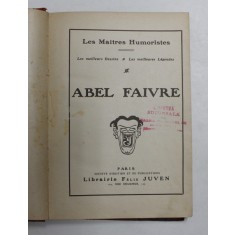 Les Maîtres Humoristes
Les meilleurs Dessins Les meilleures Légendes
ABEL FAIVRE
PARIS
Librairie Félix JUVEN